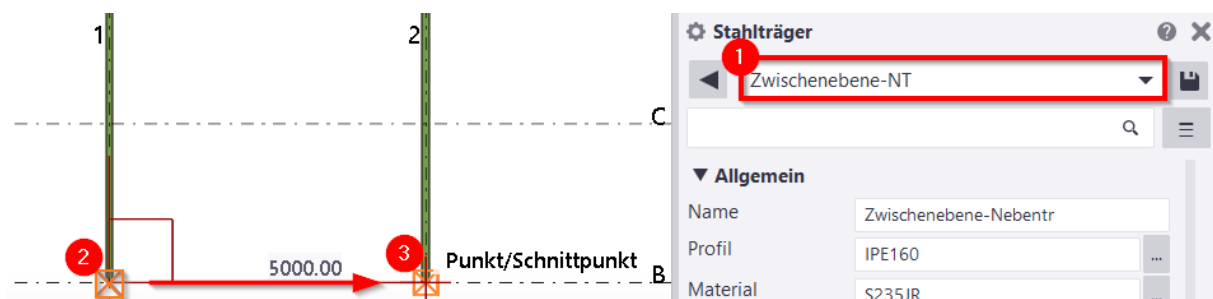 1
2
C
2
5000.00
3
Punkt/Schnittpunkt
B
Stahlträger
1
Zwischenebene-NT
Allgemein
Name
Zwischenebene-Nebentr
Profil
IPE160
...
Material
S235JR
...